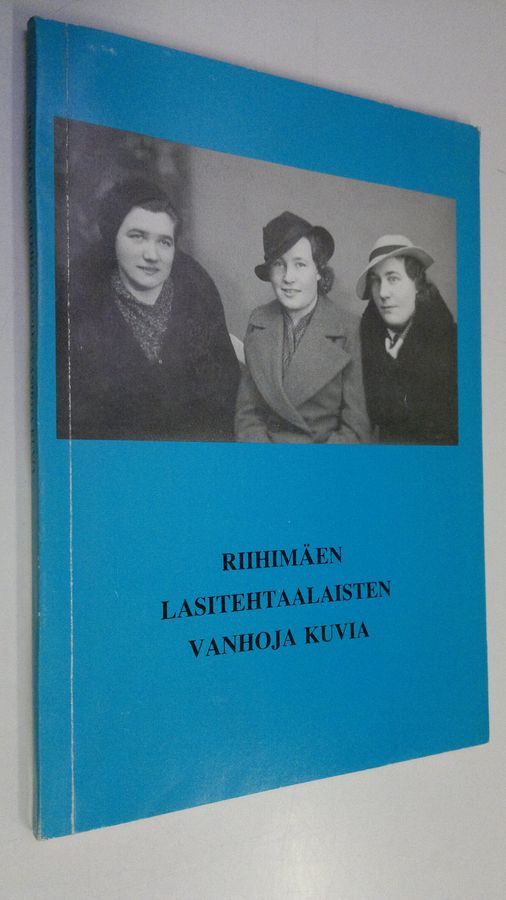 RIIHIMÄEN
LASITEHTAALAISTEN
VANHOJA KUVIA